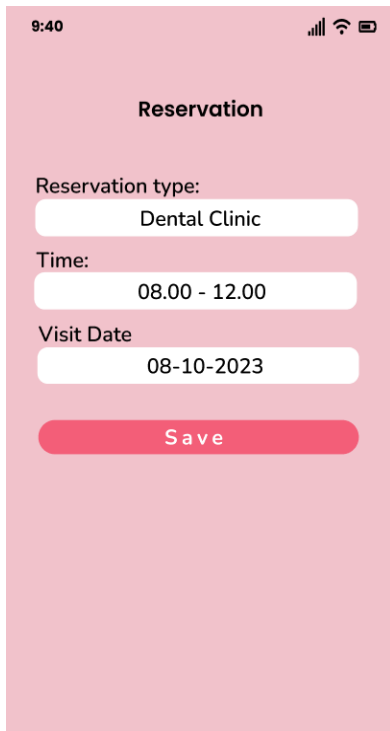 9:40
Reservation
Reservation type:
Dental Clinic
Time:
08.00 - 12.00
Visit Date
08-10-2023
Save